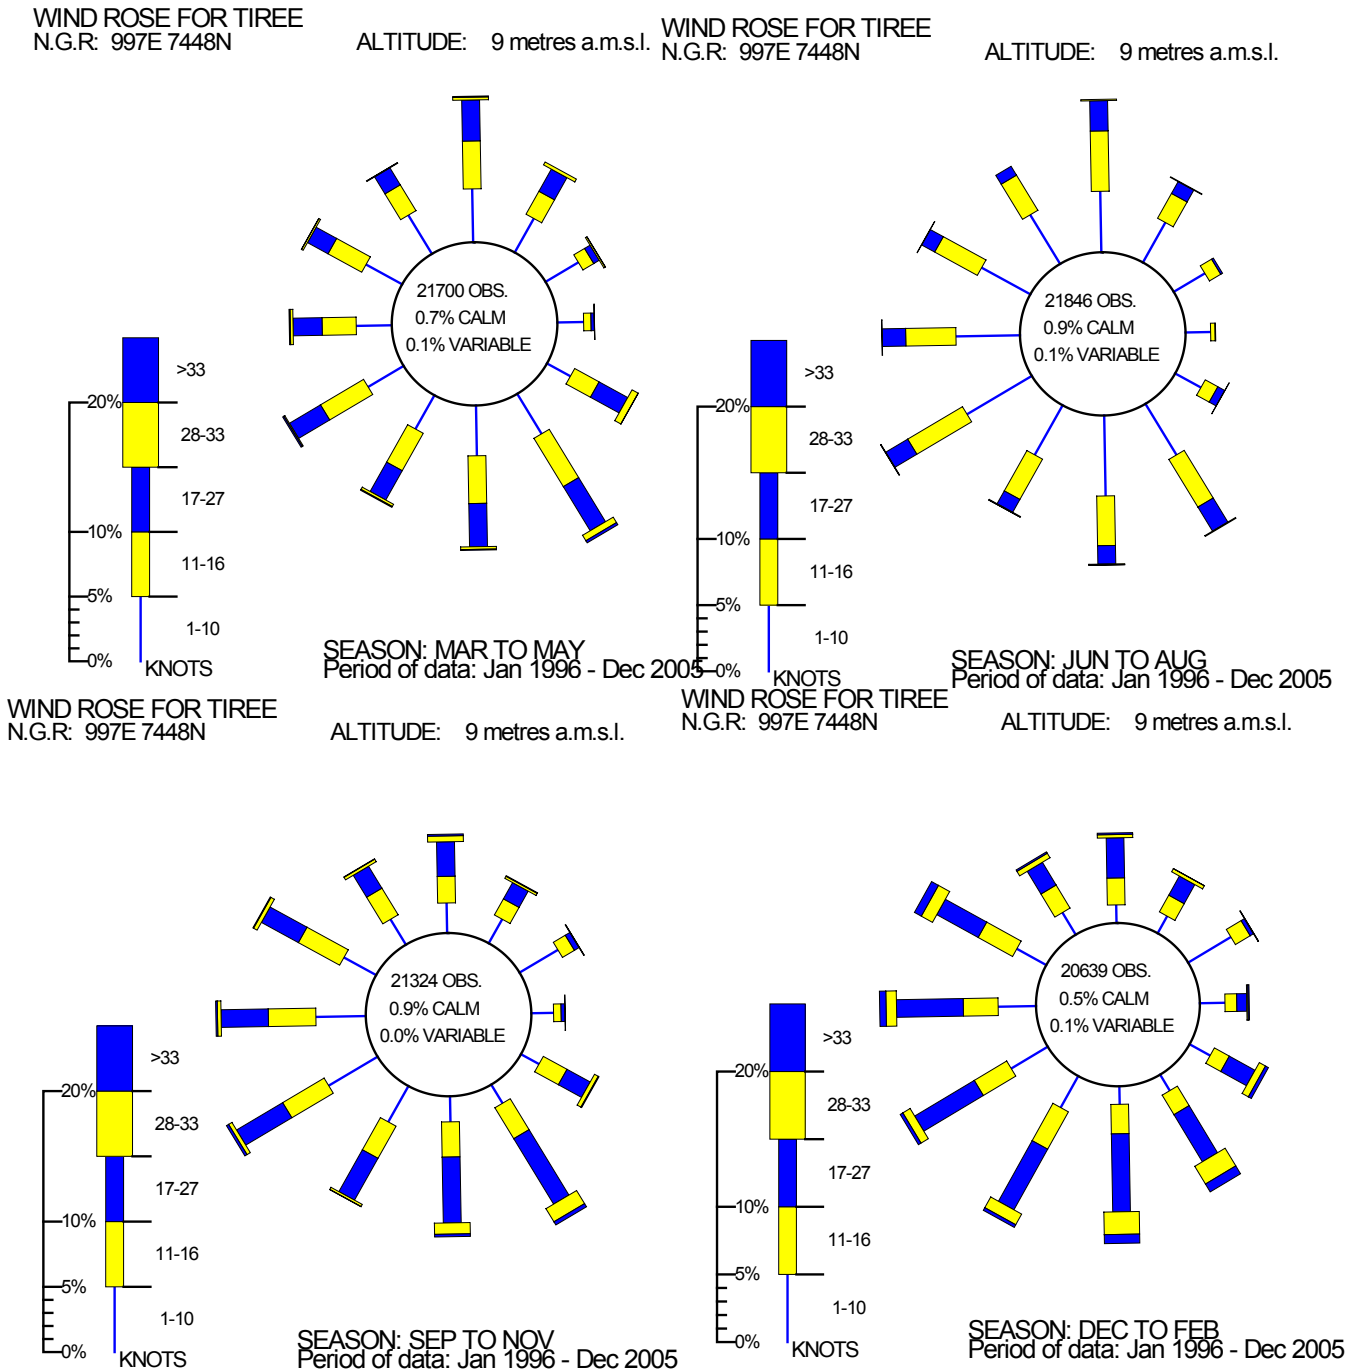 WIND ROSE FOR TIREE
N.G.R: 997E 7448N
ALTITUDE: 9 metres a.m.s.l.
21700 OBS.
0.7% CALM
0.1% VARIABLE
>33
20%
28-33
17-27
10%
11-16
5%
1-10
0%
KNOTS
SEASON: MAR TO MAY
Period of data: Jan 1996 - Dec 2005
WIND ROSE FOR TIREE
N.G.R: 997E 7448N
ALTITUDE: 9 metres a.m.s.l.
21846 OBS.
0.9% CALM
0.1% VARIABLE
>33
20%
28-33
17-27
10%
11-16
5%
1-10
0%
KNOTS
SEASON: JUN TO AUG
Period of data: Jan 1996 - Dec 2005
WIND ROSE FOR TIREE
N.G.R: 997E 7448N
ALTITUDE: 9 metres a.m.s.l.
21324 OBS.
0.9% CALM
0.0% VARIABLE
>33
20%
28-33
17-27
10%
11-16
5%
1-10
0%
KNOTS
SEASON: SEP TO NOV
Period of data: Jan 1996 - Dec 2005
WIND ROSE FOR TIREE
N.G.R: 997E 7448N
ALTITUDE: 9 metres a.m.s.l.
20639 OBS.
0.5% CALM
0.1% VARIABLE
>33
20%
28-33
17-27
10%
11-16
5%
1-10
0%
KNOTS
SEASON: DEC TO FEB
Period of data: Jan 1996 - Dec 2005